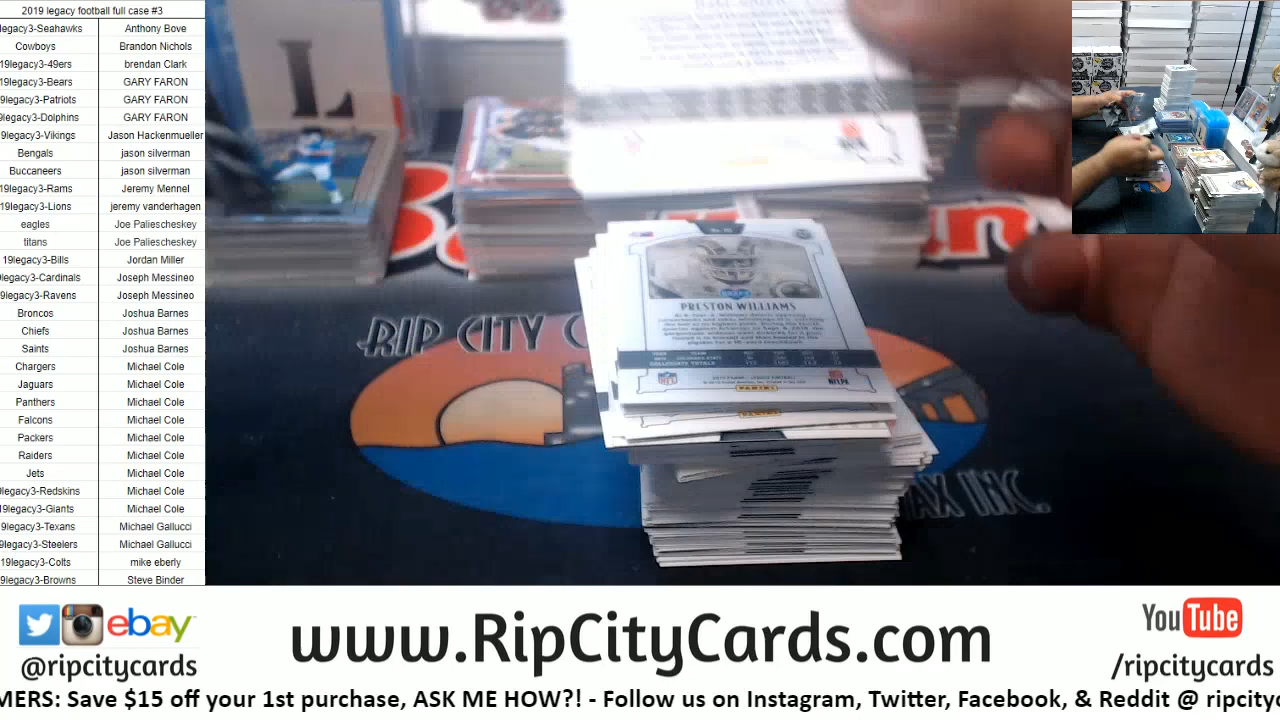 2019 legacy football full case #3
legacy3-Seahawks Anthony Bove
Cowboys Brandon Nichols
19legacy3-49ers brendan Clark
19legacy3-Bears GARY FARON
9legacy3-Patriots GARY FARON
9legacy3-Dolphins GARY FARON
9legacy3-Vikings Jason Hackenmueller
Bengals jason silverman
Buccaneers jason silverman
19legacy3-Rams Jeremy Mennel
19legacy3-Lions jeremy vanderhagen
eagles Joe Paliescheskey
titans Joe Paliescheskey
19legacy3-Bills Jordan Miller
9legacy3-Cardinals Joseph Messineo
9legacy3-Ravens Joseph Messineo
Broncos Joshua Barnes
Chiefs Joshua Barnes
Saints Joshua Barnes
Chargers Michael Cole
Jaguars Michael Cole
Panthers Michael Cole
Falcons Michael Cole
Packers Michael Cole
Raiders Michael Cole
Jets Michael Cole
legacy3-Redskins Michael Cole
9legacy3-Giants Michael Cole
9legacy3-Texans Michael Gallucci
9legacy3-Steelers Michael Gallucci
19legacy3-Colts mike eberly
9legacy3-Browns Steve Binder
L
RIP CITY
PRESTON WILLIAMS
PANINI
NFL
NFLPA
INC.
ebay
@ripcitycards
www.RipCityCards.com
YouTube
/ripcitycards
MERS: Save $15 off your 1st purchase, ASK ME HOW?! - Follow us on Instagram, Twitter, Facebook, & Reddit @ ripcityc